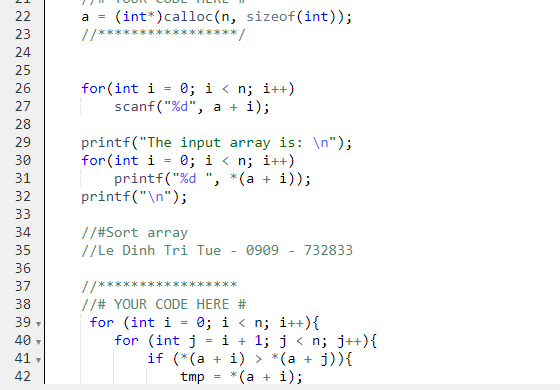 21 //# YOUR CODE HERE #
22 a = (int*)calloc(n, sizeof(int));
23 //*****************/
24
25
26 for(int i = 0; i < n; i++)
27 scanf("%d", a + i);
28
29 printf("The input array is: \n");
30 for(int i = 0; i < n; i++)
31 printf("%d ", *(a + i));
32 printf("\n");
33
34 //#Sort array
35 //Le Dinh Tri Tue - 0909 - 732833
36
37 //*****************
38 //# YOUR CODE HERE #
39 for (int i = 0; i < n; i++){
40 for (int j = i + 1; j < n; j++){
41 if (*(a + i) > *(a + j)){
42 tmp = *(a + i);